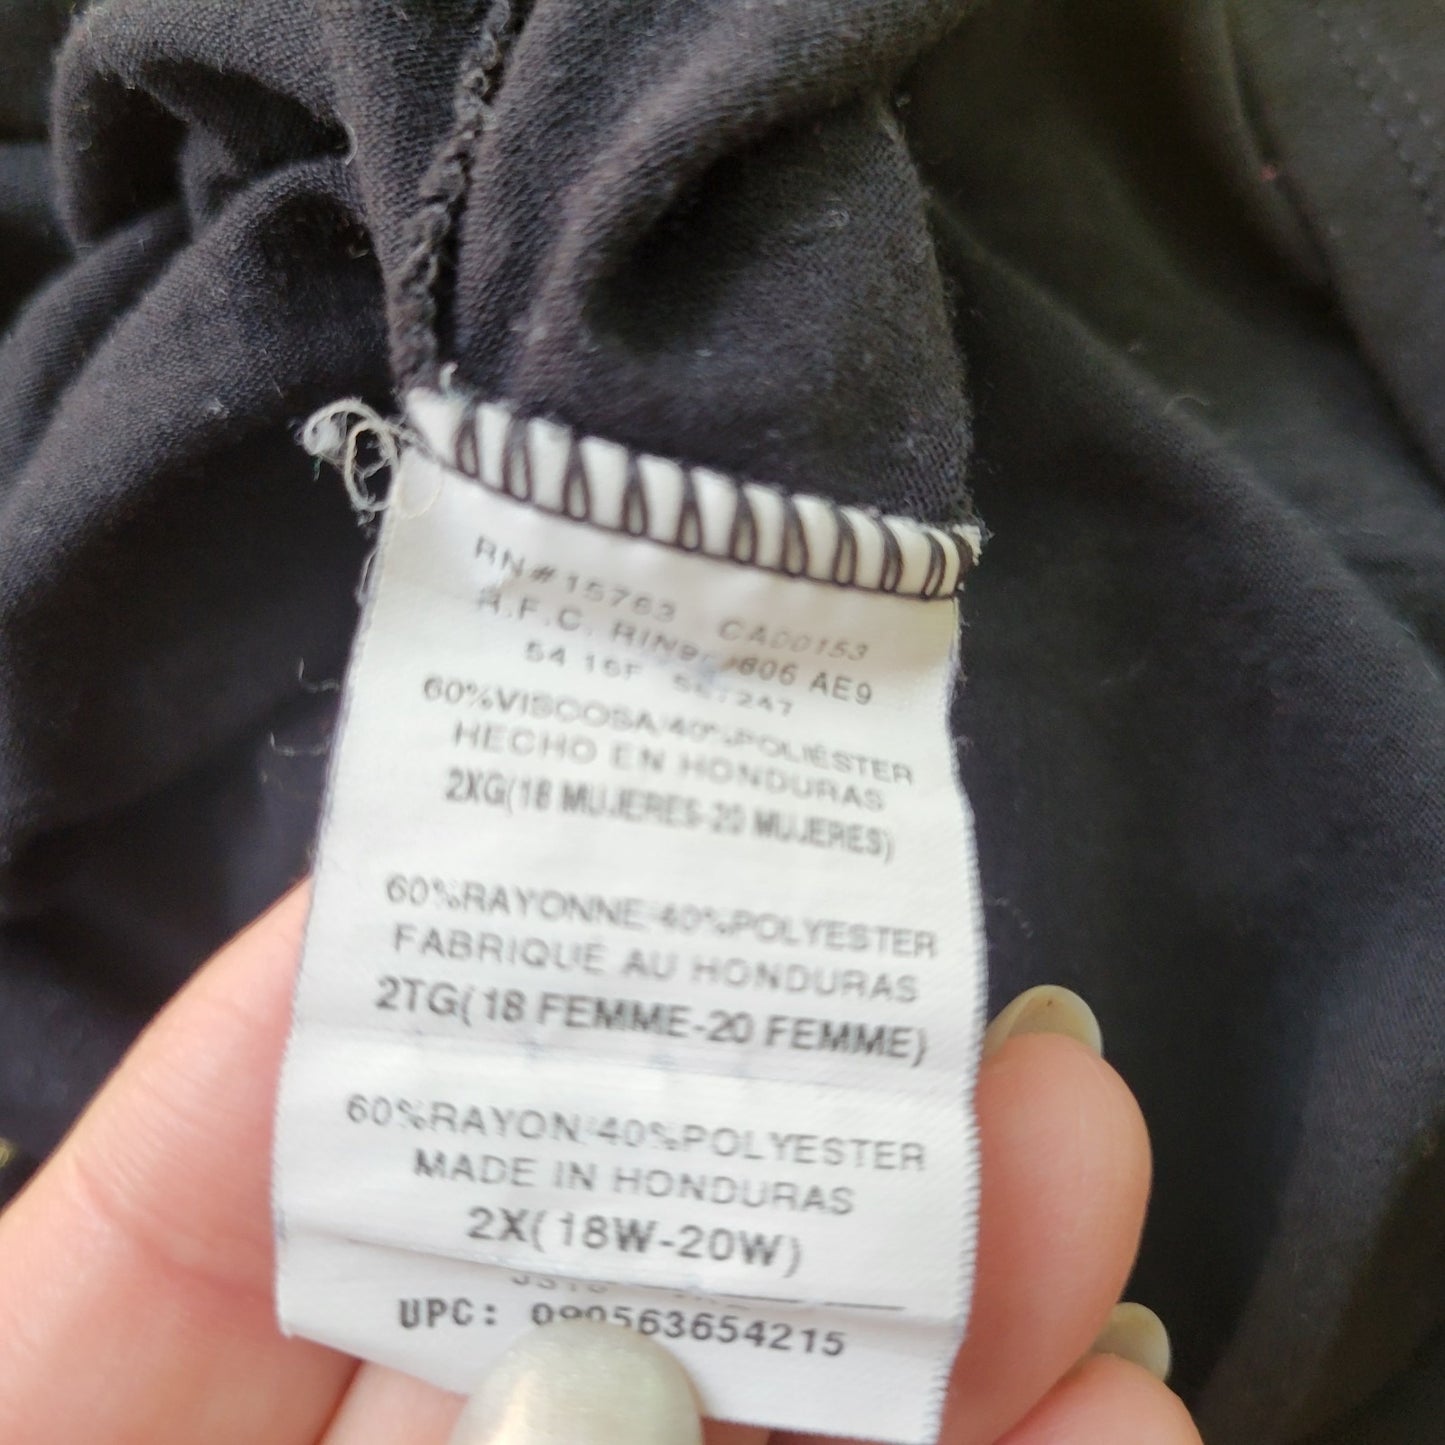 RN#15763 CA00153
R.F.C. AE9
54 16F
60%VISCOSA/40%POLIÉSTER
HECHO EN HONDURAS
2XG(18 MUJERES-20 MUJERES)
60%RAYONNE/40%POLYESTER
FABRIQUÉ AU HONDURAS
2TG(18 FEMME-20 FEMME)
60%RAYON/40%POLYESTER
MADE IN HONDURAS
2X(18W-20W)
UPC: 090563654215